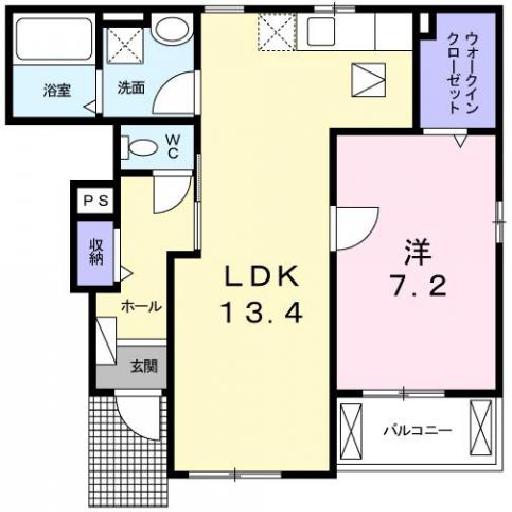 浴室
洗面
WC
ウォークイン
クローゼット
PS
収納
ホール
玄関
LDK
13.4
洋
7.2
バルコニー